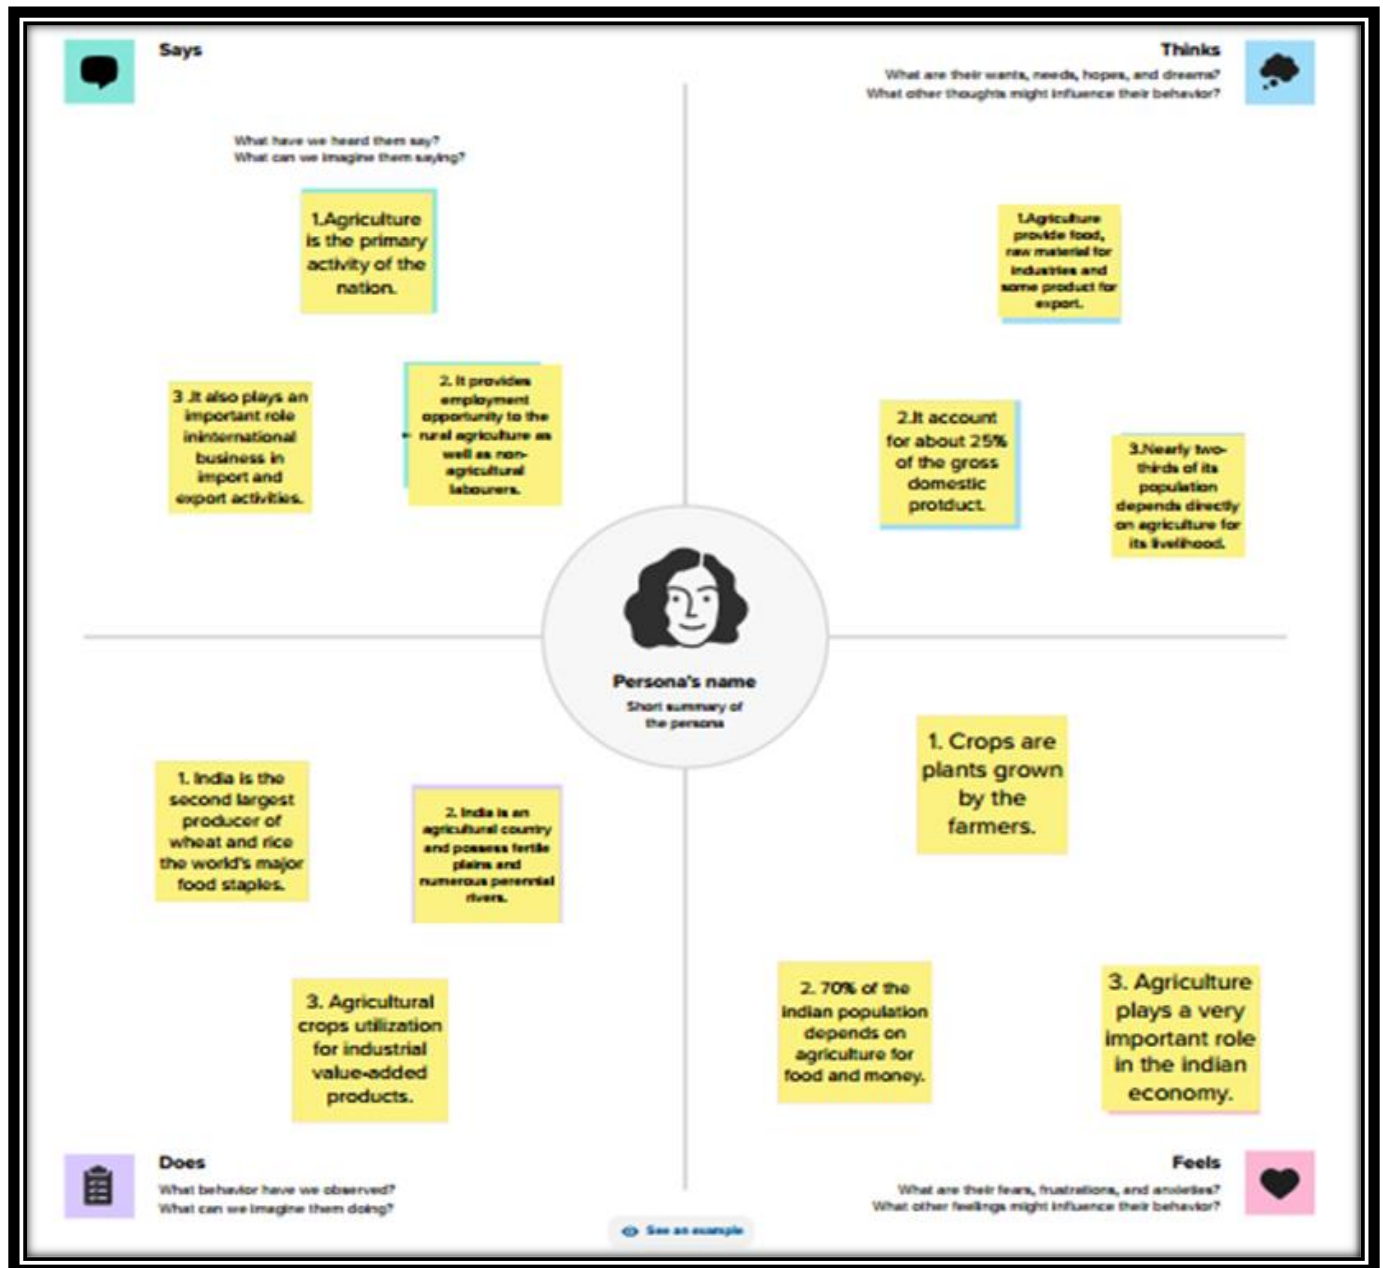 Says
What have we heard them say?
What can we imagine them saying?
1.Agriculture
is the primary
activity of the
nation.
3 .It also plays an
important role
ininternational
business in
import and
export activities.
2. It provides
employment
opportunity to the
rural agriculture as
well as non-
agricultural
labourers.
Thinks
What are their wants, needs, hopes, and dreams?
What other thoughts might influence their behavior?
1.Agriculture
provide food,
raw material for
industries and
some product for
export.
2.It account
for about 25%
of the gross
domestic
protduct.
3.Nearly two-
thirds of its
population
depends directly
on agriculture for
its livelihood.
Persona's name
Short summary of
the persona
1. India is the
second largest
producer of
wheat and rice
the world's major
food staples.
2. India is an
agricultural country
and possess fertile
plains and
numerous perennial
rivers.
3. Agricultural
crops utilization
for industrial
value-added
products.
Does
What behavior have we observed?
What can we imagine them doing?
1. Crops are
plants grown
by the
farmers.
2. 70% of the
indian population
depends on
agriculture for
food and money.
3. Agriculture
plays a very
important role
in the indian
economy.
Feels
What are their fears, frustrations, and anxieties?
What other feelings might influence their behavior?
See an example